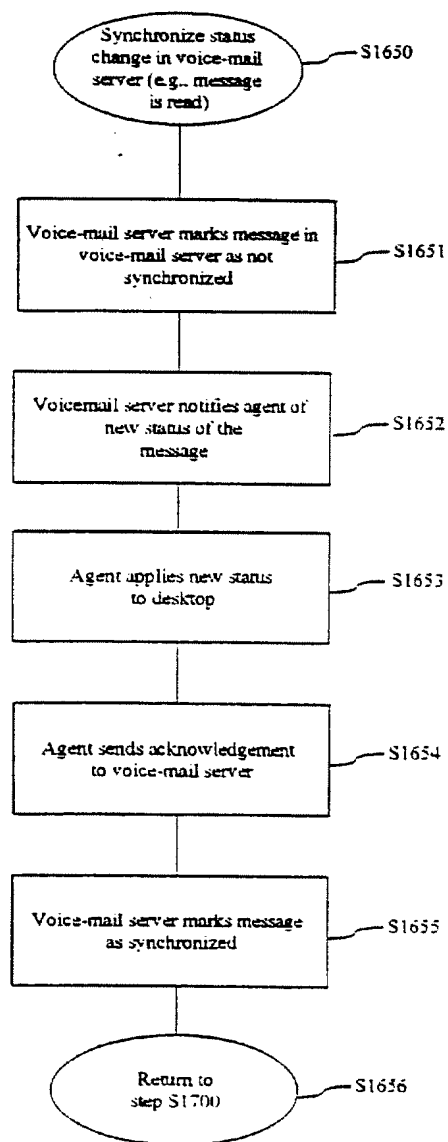 Synchronize status
change in voice-mail
server (e.g., message
is read)
S1650
Voice-mail server marks message in
voice-mail server as not
synchronized
S1651
Voicemail server notifies agent of
new status of the
message
S1652
Agent applies new status
to desktop
S1653
Agent sends acknowledgement
to voice-mail server
S1654
Voice-mail server marks message
as synchronized
S1655
Return to
step S1700
S1656